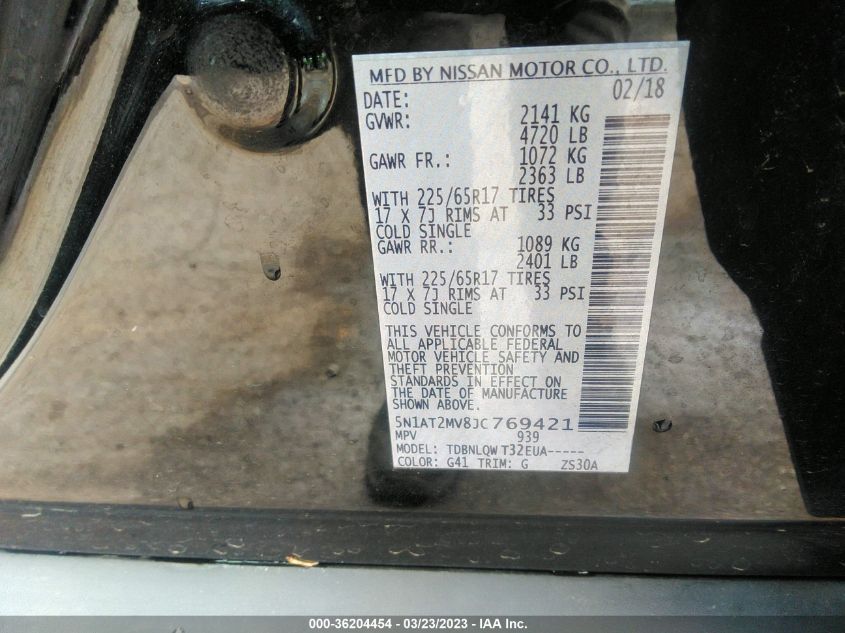 MFD BY NISSAN MOTOR CO., LTD.
DATE: 02/18
GVWR: 2141 KG
4720 LB
GAWR FR.: 1072 KG
2363 LB
WITH 225/65R17 TIRES
17 X 7J RIMS AT 33 PSI
COLD SINGLE
GAWR RR.: 1089 KG
2401 LB
WITH 225/65R17 TIRES
17 X 7J RIMS AT 33 PSI
COLD SINGLE
THIS VEHICLE CONFORMS TO
ALL APPLICABLE FEDERAL
MOTOR VEHICLE SAFETY AND
THEFT PREVENTION
STANDARDS IN EFFECT ON
THE DATE OF MANUFACTURE
SHOWN ABOVE.
5N1AT2MV8JC769421
MPV 939
MODEL: TDBNLQW T32EUA-----
COLOR: G41 TRIM: G ZS30A
000-36204454 — 03/23/2023 — IAA Inc.